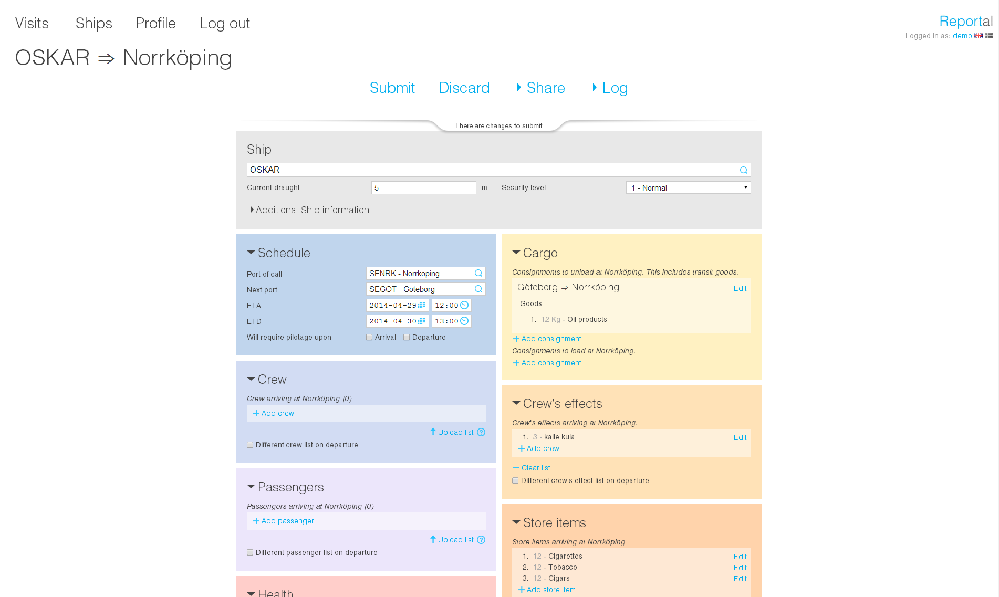 Visits Ships Profile Log out
Reportal
Logged in as: demo
OSKAR ⇒ Norrköping
Submit Discard Share Log
There are changes to submit
Ship
OSKAR
Current draught 5 m Security level 1 - Normal
Additional Ship information
Schedule
Port of call SENRK - Norrköping
Next port SEGOT - Göteborg
ETA 2014-04-29 12:00
ETD 2014-04-30 13:00
Will require pilotage upon Arrival Departure
Crew
Crew arriving at Norrköping (0)
Add crew
Upload list ?
Different crew list on departure
Passengers
Passengers arriving at Norrköping (0)
Add passenger
Upload list ?
Different passenger list on departure
Health
Cargo
Consignments to unload at Norrköping. This includes transit goods.
Göteborg ⇒ Norrköping Edit
Goods
1. 12 Kg - Oil products
Add consignment
Consignments to load at Norrköping.
Add consignment
Crew's effects
Crew's effects arriving at Norrköping.
1. 3 - kalle kula Edit
Add crew
Clear list
Different crew's effect list on departure
Store items
Store items arriving at Norrköping
1. 12 - Cigarettes Edit
2. 12 - Tobacco Edit
3. 12 - Cigars Edit
Add store item